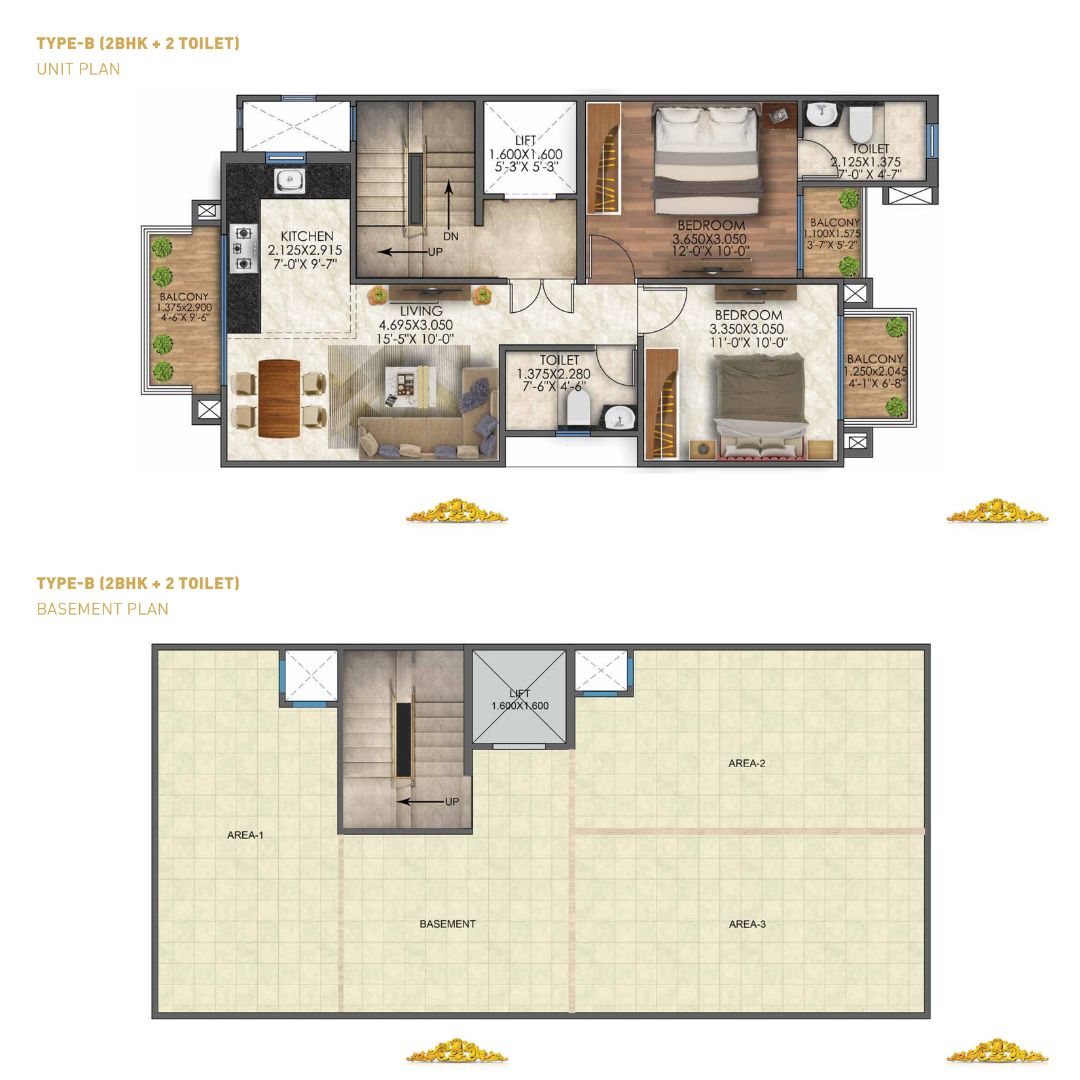 TYPE-B (2BHK + 2 TOILET)
UNIT PLAN
LIFT
1.600X1.600
5'-3"X 5'-3"
TOILET
2.125X1.375
7'-0" X 4'-7"
BEDROOM
3.650X3.050
12'-0" X 10'-0"
BALCONY
1.100X1.575
3'-7"X 5'-2"
DN
UP
KITCHEN
2.125X2.915
7'-0"X 9'-7"
BALCONY
1.375x2.900
4'-6"X 9'-6"
LIVING
4.695X3.050
15'-5"X 10'-0"
BEDROOM
3.350X3.050
11'-0"X 10'-0"
TOILET
1.375X2.280
7'-6"X 4'-6"
BALCONY
1.250x2.045
4'-1"X 6'-8"
TYPE-B (2BHK + 2 TOILET)
BASEMENT PLAN
LIFT
1.600X1.600
UP
AREA-2
AREA-1
BASEMENT
AREA-3